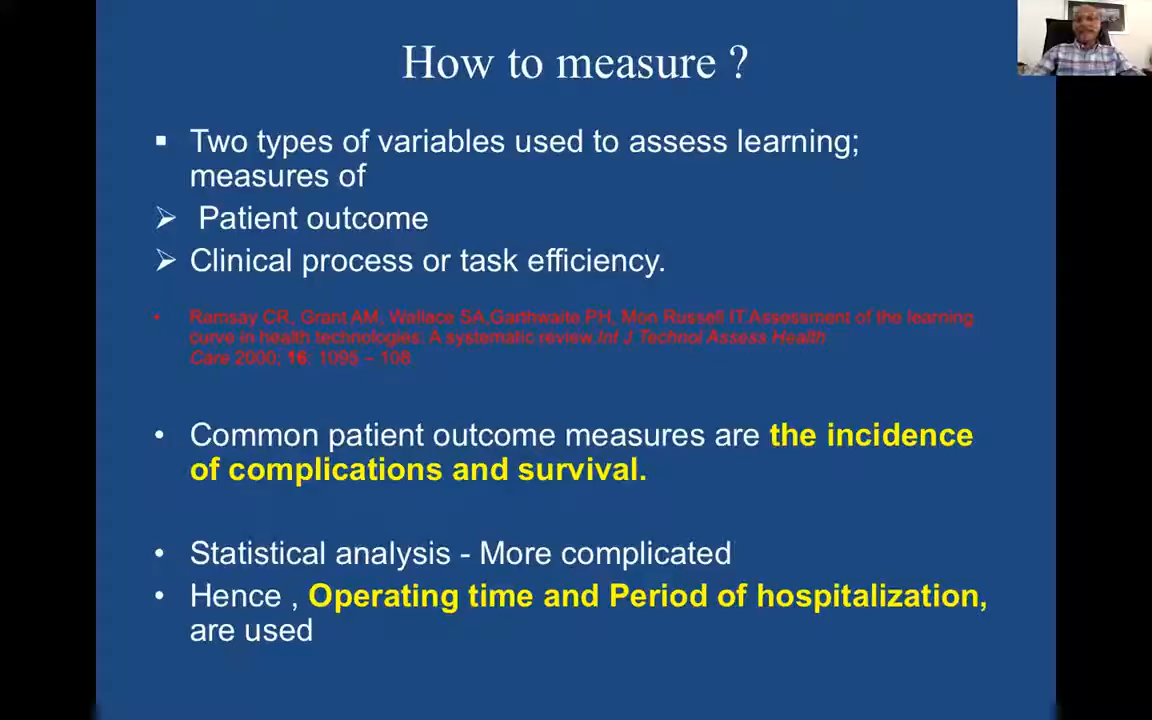 How to measure ?
▪ Two types of variables used to assess learning;
measures of
➢ Patient outcome
➢ Clinical process or task efficiency.
• Ramsay CR, Grant AM, Wallace SA,Garthwaite PH, Mon Russell IT.Assessment of the learning
curve in health technologies: A systematic review.Int J Technol Assess Health
Care 2000; 16: 1095 – 108.
• Common patient outcome measures are the incidence
of complications and survival.
• Statistical analysis - More complicated
• Hence , Operating time and Period of hospitalization,
are used